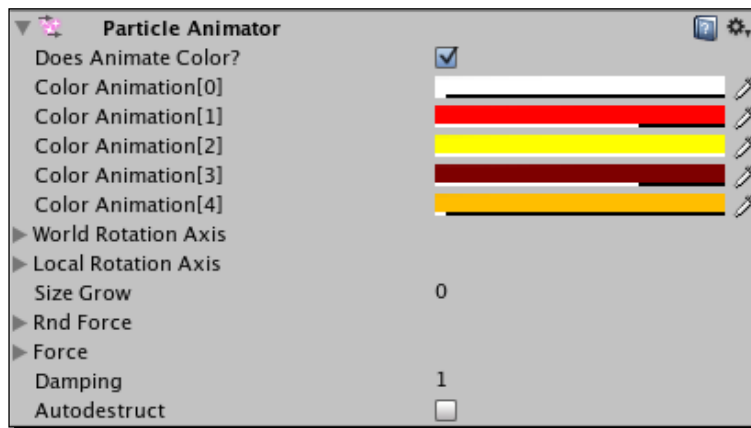 Particle Animator
Does Animate Color?
Color Animation[0]
Color Animation[1]
Color Animation[2]
Color Animation[3]
Color Animation[4]
World Rotation Axis
Local Rotation Axis
Size Grow 0
Rnd Force
Force
Damping 1
Autodestruct